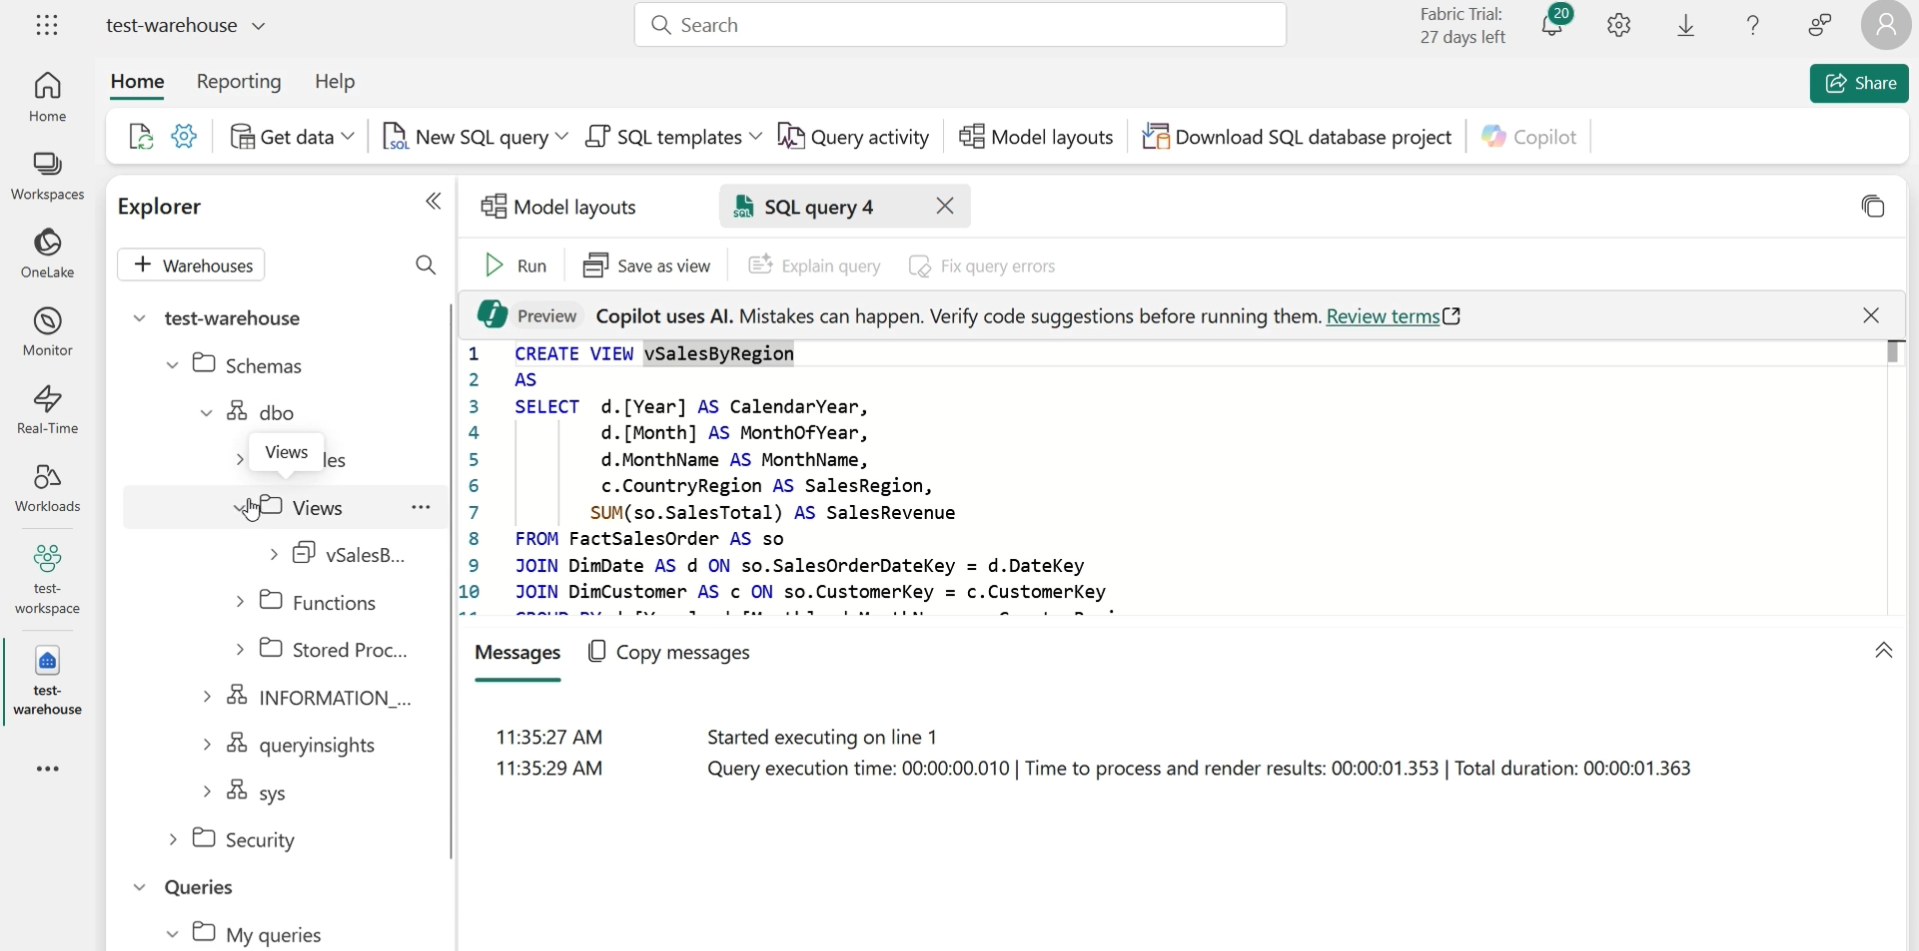 test-warehouse
Search
Fabric Trial:
27 days left
20
Home Reporting Help
Share
Get data New SQL query SQL templates Query activity Model layouts Download SQL database project Copilot
Home
Workspaces
OneLake
Monitor
Real-Time
Workloads
test-
workspace
test-
warehouse
Explorer
+ Warehouses
test-warehouse
Schemas
dbo
Views
les
Views ...
vSalesB...
Functions
Stored Proc...
INFORMATION_...
queryinsights
sys
Security
Queries
My queries
Model layouts SQL query 4
Run Save as view Explain query Fix query errors
Preview Copilot uses AI. Mistakes can happen. Verify code suggestions before running them. Review terms
1 CREATE VIEW vSalesByRegion
2 AS
3 SELECT d.[Year] AS CalendarYear,
4 d.[Month] AS MonthOfYear,
5 d.MonthName AS MonthName,
6 c.CountryRegion AS SalesRegion,
7 SUM(so.SalesTotal) AS SalesRevenue
8 FROM FactSalesOrder AS so
9 JOIN DimDate AS d ON so.SalesOrderDateKey = d.DateKey
10 JOIN DimCustomer AS c ON so.CustomerKey = c.CustomerKey
Messages Copy messages
11:35:27 AM Started executing on line 1
11:35:29 AM Query execution time: 00:00:00.010 | Time to process and render results: 00:00:01.353 | Total duration: 00:00:01.363